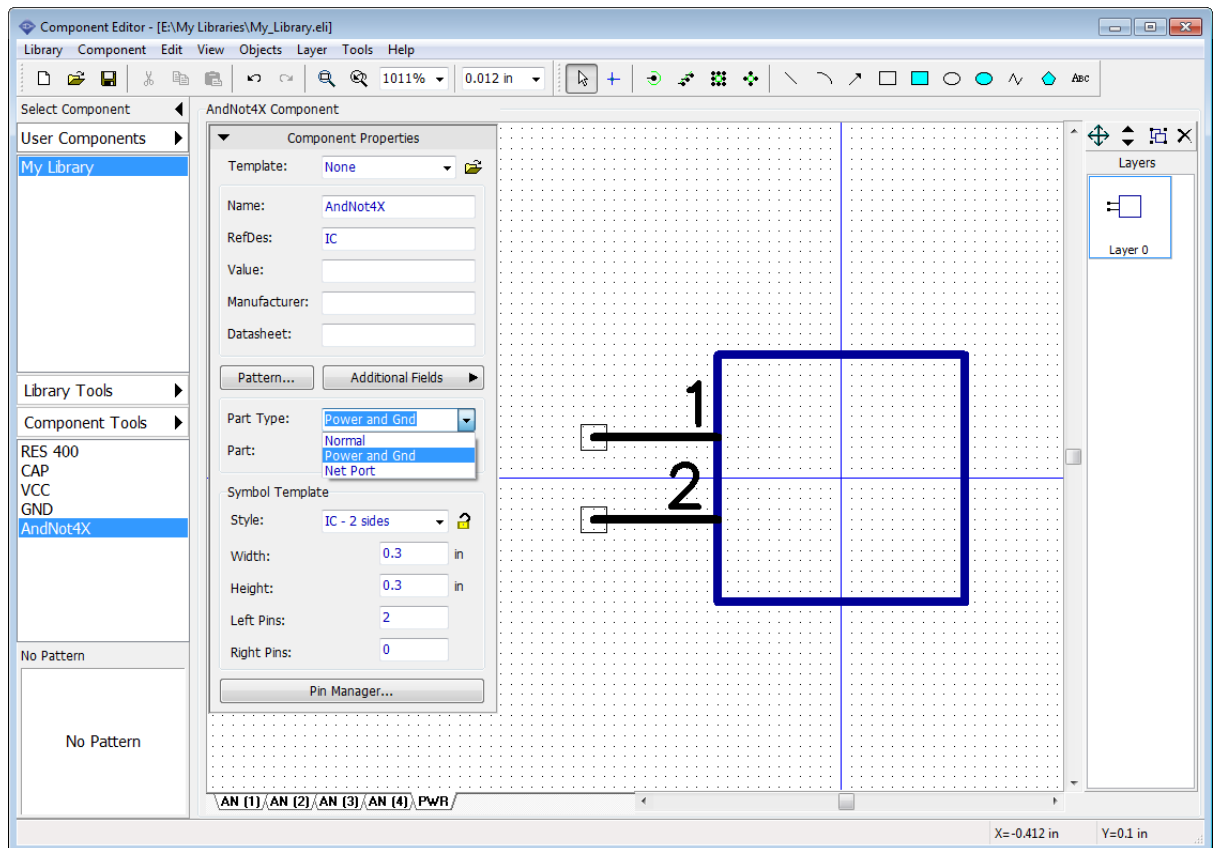 Component Editor - [E:\My Libraries\My_Library.eli]
Library Component Edit View Objects Layer Tools Help
1011% 0.012 in ABC
Select Component
AndNot4X Component
User Components
My Library
Component Properties
Template: None
Name: AndNot4X
RefDes: IC
Value:
Manufacturer:
Datasheet:
Pattern... Additional Fields
Part Type: Power and Gnd
Normal
Part: Power and Gnd
Net Port
Symbol Template
Style: IC - 2 sides
Width: 0.3 in
Height: 0.3 in
Left Pins: 2
Right Pins: 0
Pin Manager...
Library Tools
Component Tools
RES 400
CAP
VCC
GND
AndNot4X
No Pattern
No Pattern
1
2
Layers
Layer 0
AN (1) AN (2) AN (3) AN (4) PWR
X=-0.412 in Y=0.1 in